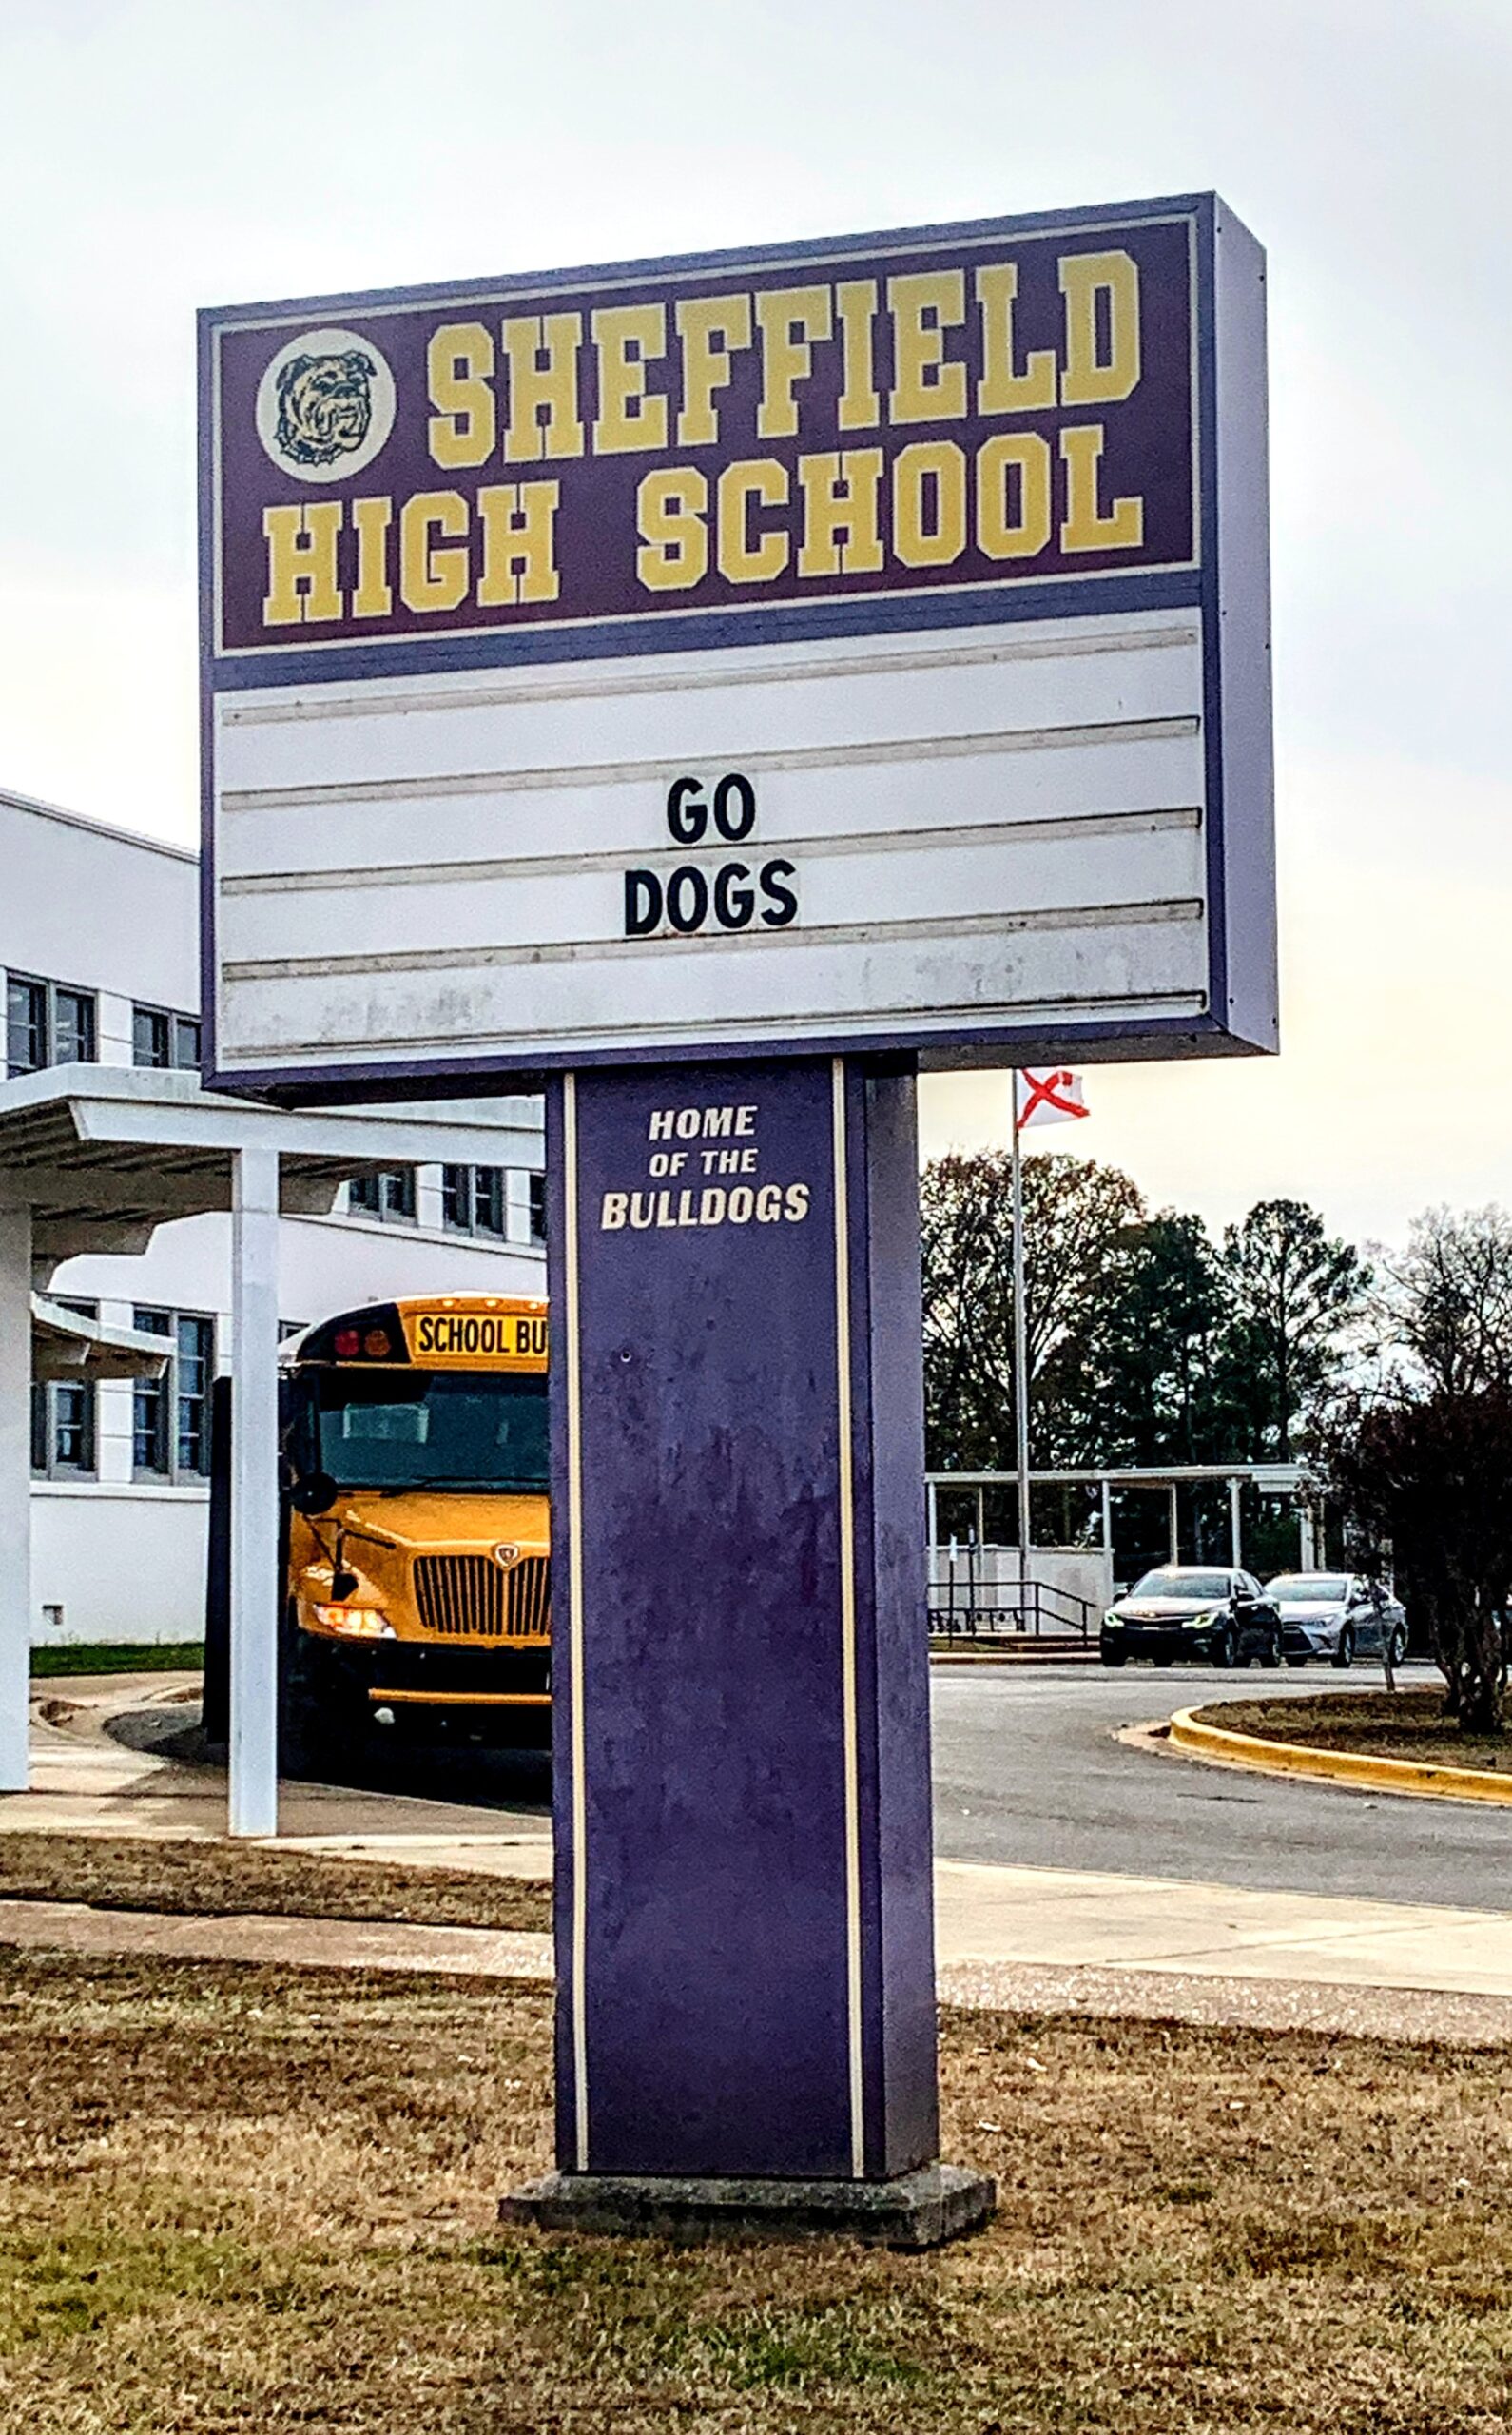 SHEFFIELD
HIGH SCHOOL
GO
DOGS
HOME
OF THE
BULLDOGS
SCHOOL BU